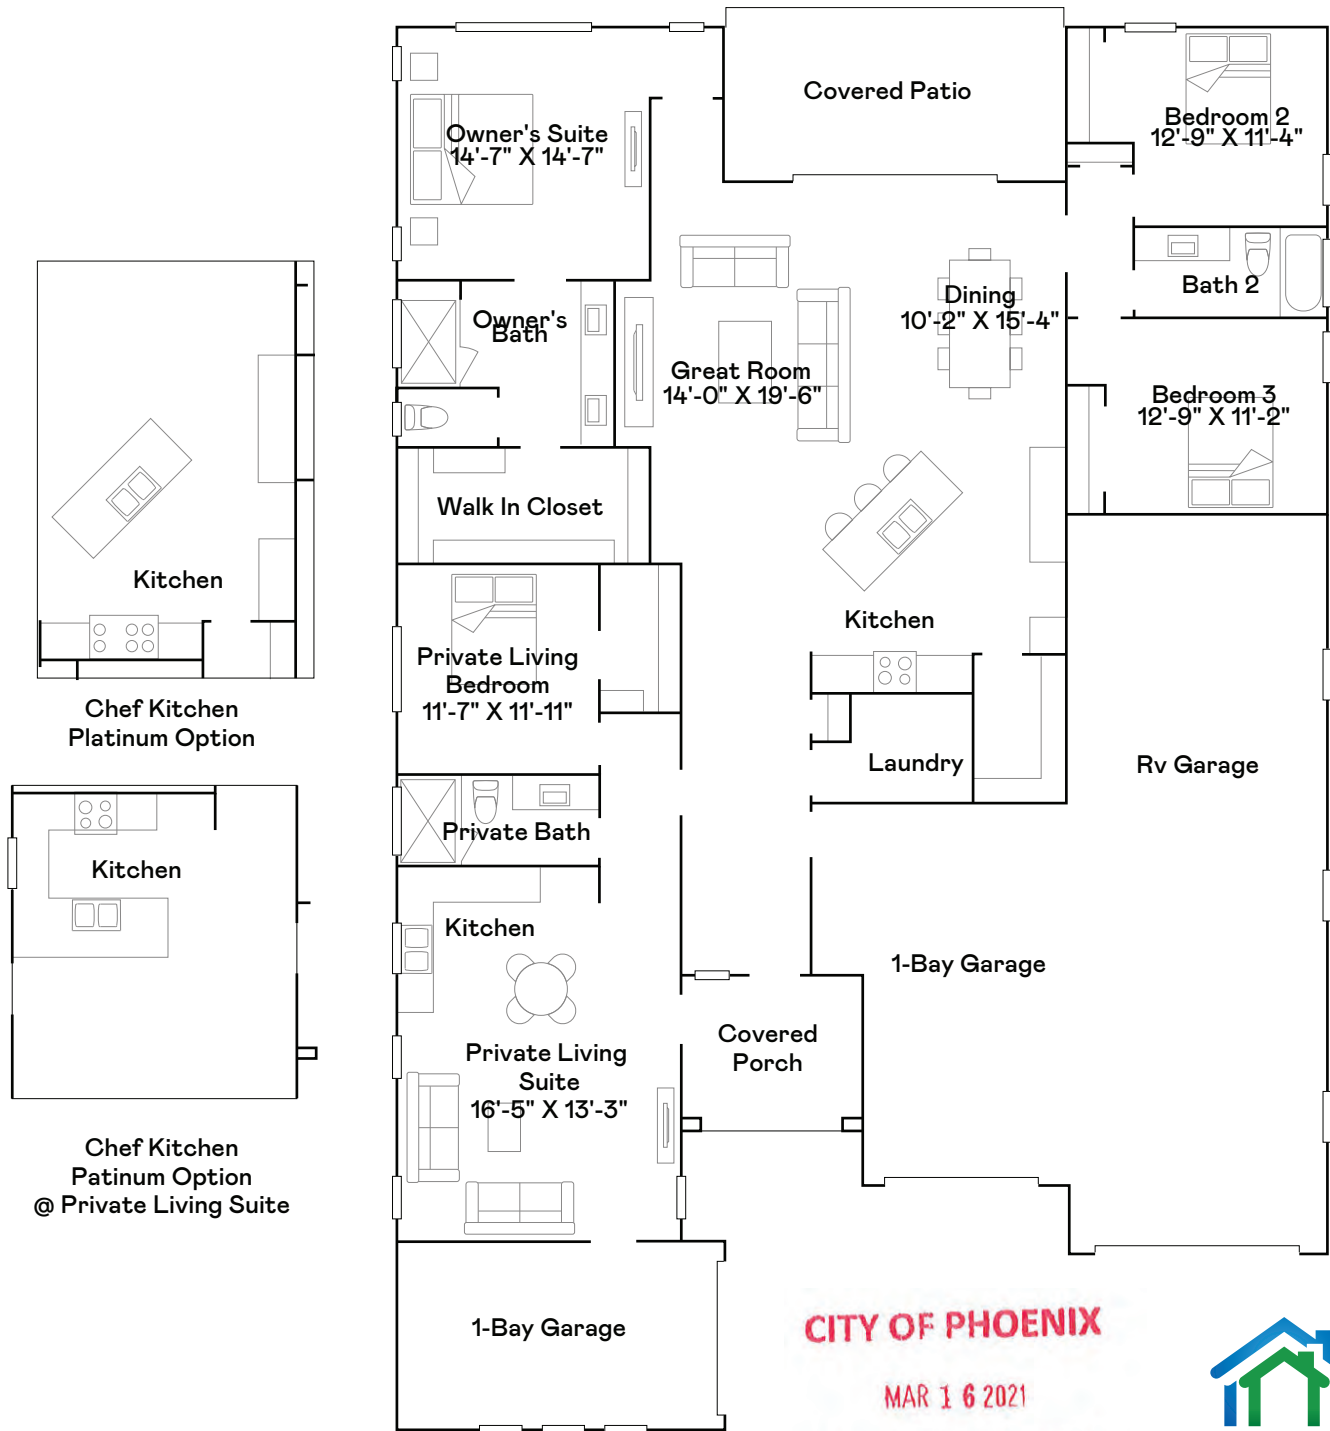 Covered Patio
Bedroom 2
12'-9" X 11'-4"
Owner's Suite
14'-7" X 14'-7"
Bath 2
Dining
10'-2" X 15'-4"
Owner's
Bath
Great Room
14'-0" X 19'-6"
Bedroom 3
12'-9" X 11'-2"
Walk In Closet
Kitchen
Chef Kitchen
Platinum Option
Kitchen
Private Living
Bedroom
11'-7" X 11'-11"
Laundry
Rv Garage
Private Bath
Kitchen
Kitchen
1-Bay Garage
Covered
Porch
Private Living
Suite
16'-5" X 13'-3"
Chef Kitchen
Patinum Option
@ Private Living Suite
1-Bay Garage
CITY OF PHOENIX
MAR 16 2021